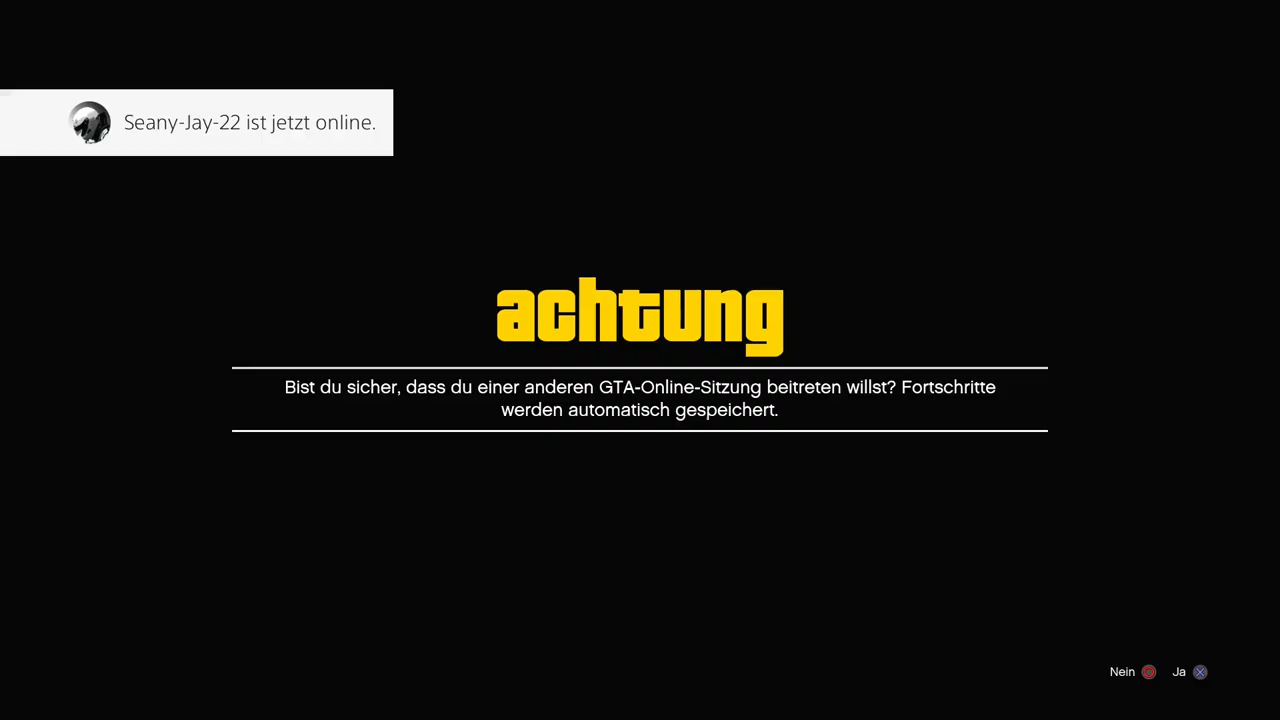 Seany-Jay-22 ist jetzt online.
achtung
Bist du sicher, dass du einer anderen GTA-Online-Sitzung beitreten willst? Fortschritte
werden automatisch gespeichert.
Nein Ja